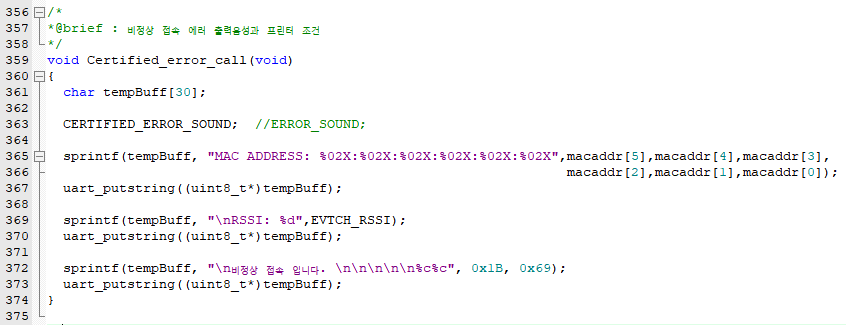 356 /*
357 *@brief : 비정상 접속 에러 출력음성과 프린터 조건
358 */
359 void Certified_error_call(void)
360 {
361 char tempBuff[30];
362
363 CERTIFIED_ERROR_SOUND; //ERROR_SOUND;
364
365 sprintf(tempBuff, "MAC ADDRESS: %02X:%02X:%02X:%02X:%02X:%02X",macaddr[5],macaddr[4],macaddr[3],
366 macaddr[2],macaddr[1],macaddr[0]);
367 uart_putstring((uint8_t*)tempBuff);
368
369 sprintf(tempBuff, "\nRSSI: %d",EVTCH_RSSI);
370 uart_putstring((uint8_t*)tempBuff);
371
372 sprintf(tempBuff, "\n비정상 접속 입니다. \n\n\n\n\n%c%c", 0x1B, 0x69);
373 uart_putstring((uint8_t*)tempBuff);
374 }
375